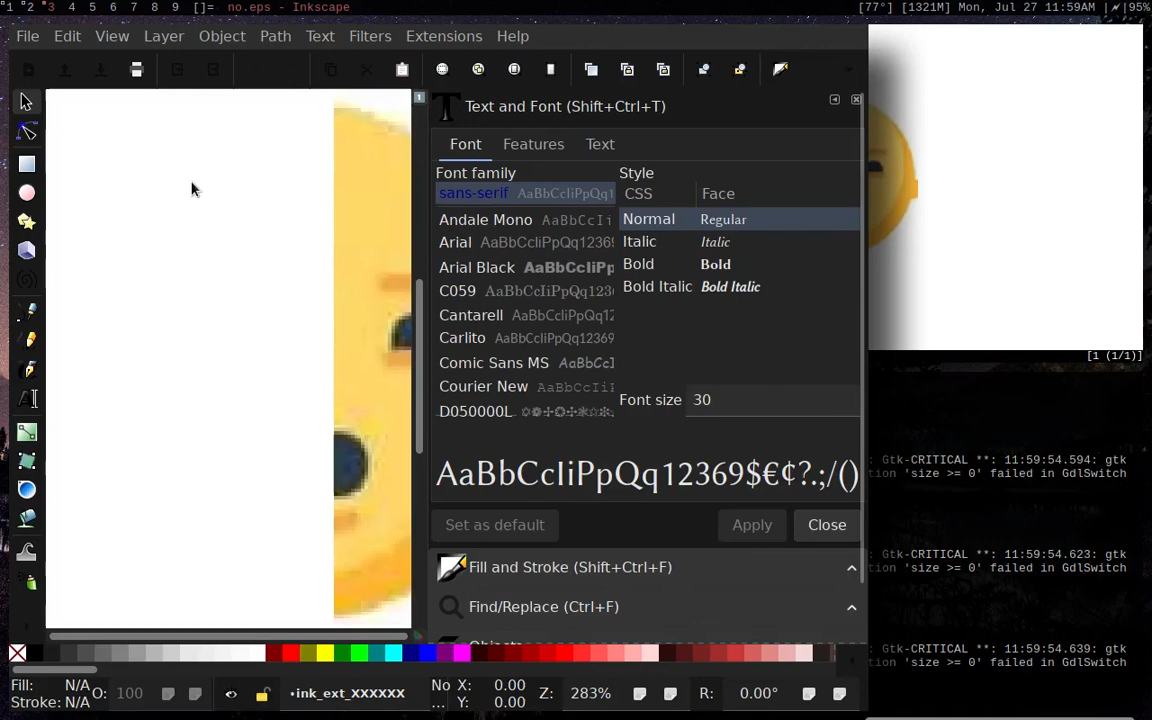 1 2 3 4 5 6 7 8 9 []= no.eps - Inkscape
[77°] [1321M] Mon, Jul 27 11:59AM 95%
File Edit View Layer Object Path Text Filters Extensions Help
1
Text and Font (Shift+Ctrl+T)
Font Features Text
Font family Style
sans-serif AaBbCcIiPpQq1 CSS Face
Andale Mono AaBbCcIi Normal Regular
Arial AaBbCcIiPpQq12369 Italic Italic
Arial Black AaBbCcIiPp Bold Bold
C059 AaBbCcIiPpQq123 Bold Italic Bold Italic
Cantarell AaBbCcIiPpQq12
Carlito AaBbCcIiPpQq12369
Comic Sans MS AaBbCc
Courier New AaBbCcIi
D050000L
Font size 30
AaBbCcIiPpQq12369$€¢?.;/()
Set as default Apply Close
Fill and Stroke (Shift+Ctrl+F)
Find/Replace (Ctrl+F)
[1 (1/1)]
: Gtk-CRITICAL **: 11:59:54.594: gtk
tion 'size >= 0' failed in GdlSwitch
: Gtk-CRITICAL **: 11:59:54.623: gtk
tion 'size >= 0' failed in GdlSwitch
: Gtk-CRITICAL **: 11:59:54.639: gtk
tion 'size >= 0' failed in GdlSwitch
Fill: N/A
Stroke: N/A
O: 100
•ink_ext_XXXXXX
No
...
X: 0.00
Y: 0.00
Z: 283%
R: 0.00°